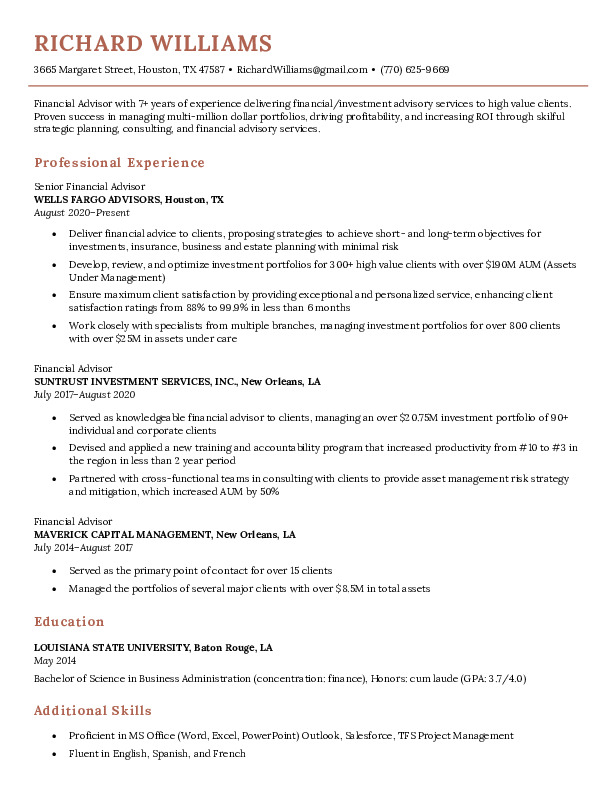 RICHARD WILLIAMS
3665 Margaret Street, Houston, TX 47587 • RichardWilliams@gmail.com • (770) 625-9669
Financial Advisor with 7+ years of experience delivering financial/investment advisory services to high value clients.
Proven success in managing multi-million dollar portfolios, driving profitability, and increasing ROI through skilful
strategic planning, consulting, and financial advisory services.
Professional Experience
Senior Financial Advisor
WELLS FARGO ADVISORS, Houston, TX
August 2020–Present
• Deliver financial advice to clients, proposing strategies to achieve short- and long-term objectives for
investments, insurance, business and estate planning with minimal risk
• Develop, review, and optimize investment portfolios for 300+ high value clients with over $190M AUM (Assets
Under Management)
• Ensure maximum client satisfaction by providing exceptional and personalized service, enhancing client
satisfaction ratings from 88% to 99.9% in less than 6 months
• Work closely with specialists from multiple branches, managing investment portfolios for over 800 clients
with over $25M in assets under care
Financial Advisor
SUNTRUST INVESTMENT SERVICES, INC., New Orleans, LA
July 2017–August 2020
• Served as knowledgeable financial advisor to clients, managing an over $20.75M investment portfolio of 90+
individual and corporate clients
• Devised and applied a new training and accountability program that increased productivity from #10 to #3 in
the region in less than 2 year period
• Partnered with cross-functional teams in consulting with clients to provide asset management risk strategy
and mitigation, which increased AUM by 50%
Financial Advisor
MAVERICK CAPITAL MANAGEMENT, New Orleans, LA
July 2014–August 2017
• Served as the primary point of contact for over 15 clients
• Managed the portfolios of several major clients with over $8.5M in total assets
Education
LOUISIANA STATE UNIVERSITY, Baton Rouge, LA
May 2014
Bachelor of Science in Business Administration (concentration: finance), Honors: cum laude (GPA: 3.7/4.0)
Additional Skills
• Proficient in MS Office (Word, Excel, PowerPoint) Outlook, Salesforce, TFS Project Management
• Fluent in English, Spanish, and French